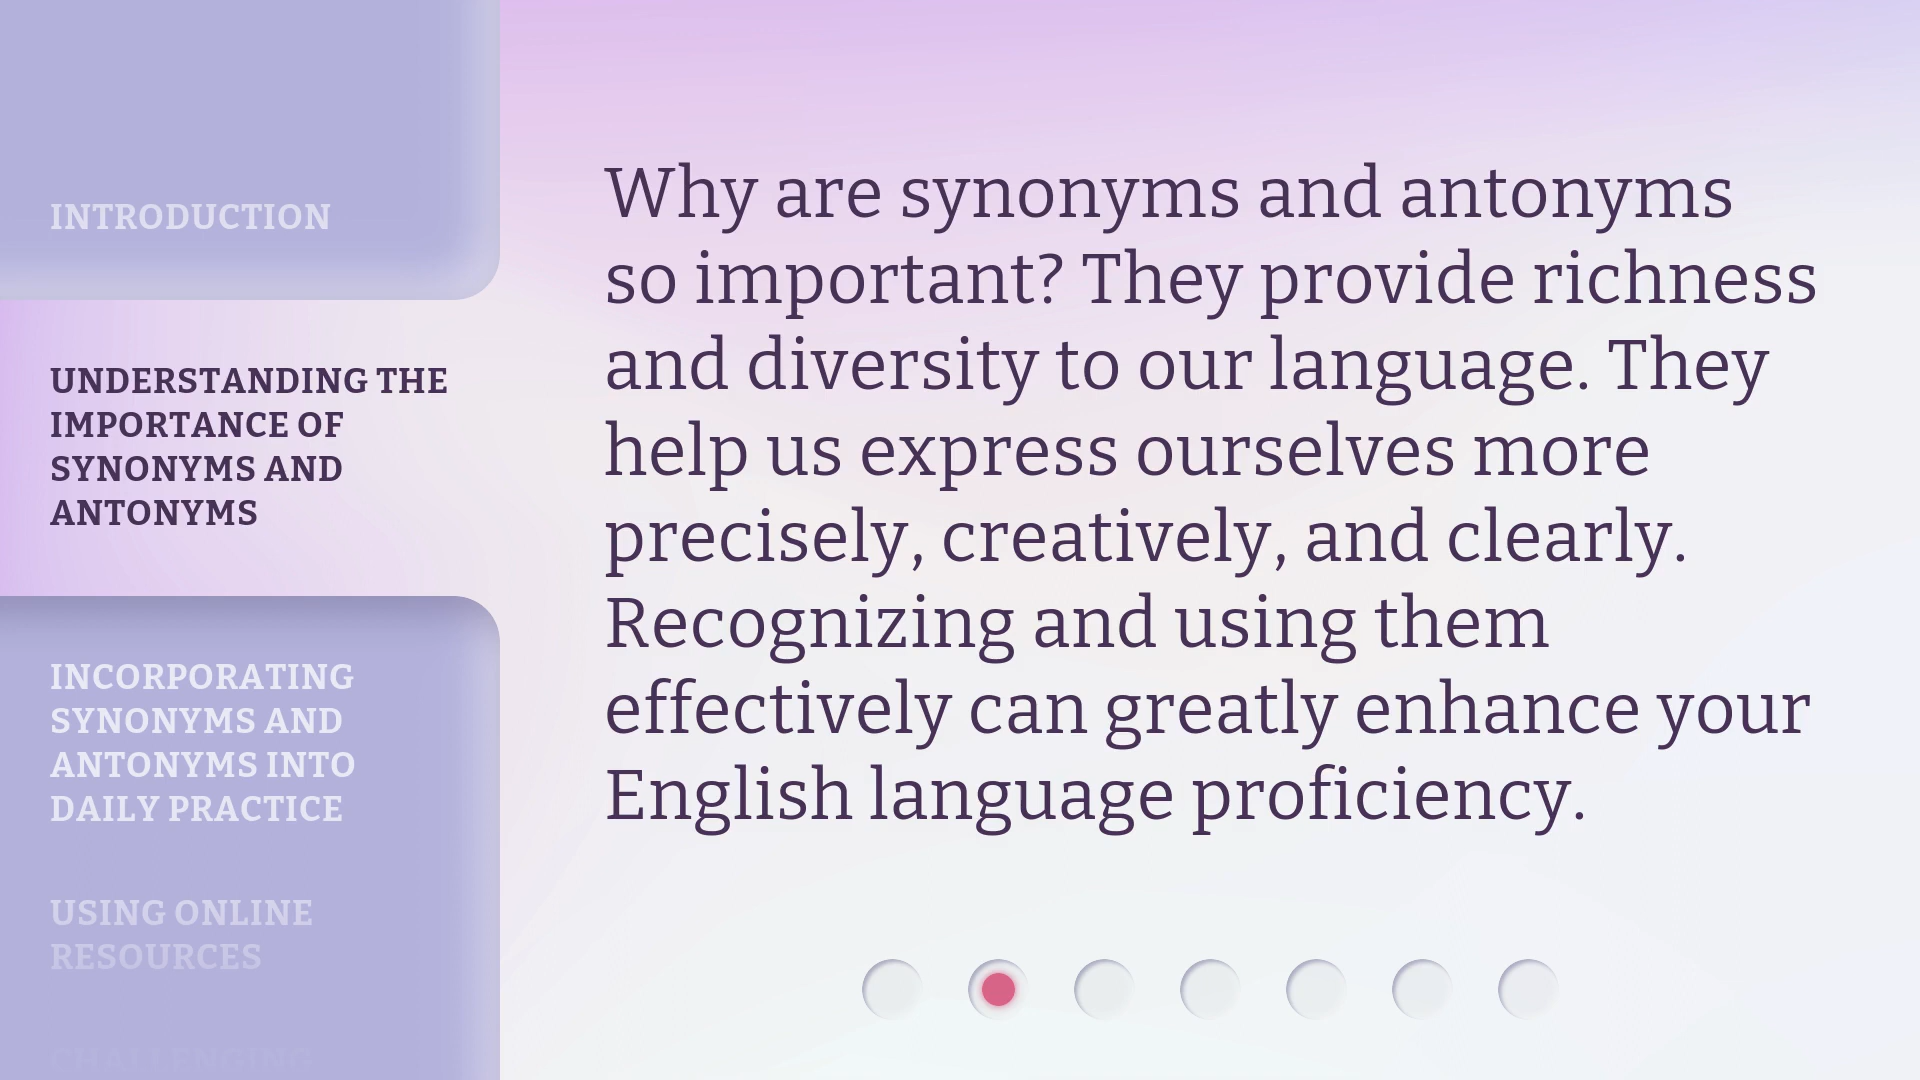 INTRODUCTION
UNDERSTANDING THE
IMPORTANCE OF
SYNONYMS AND
ANTONYMS
INCORPORATING
SYNONYMS AND
ANTONYMS INTO
DAILY PRACTICE
USING ONLINE
RESOURCES
CHALLENGING
Why are synonyms and antonyms
so important? They provide richness
and diversity to our language. They
help us express ourselves more
precisely, creatively, and clearly.
Recognizing and using them
effectively can greatly enhance your
English language proficiency.